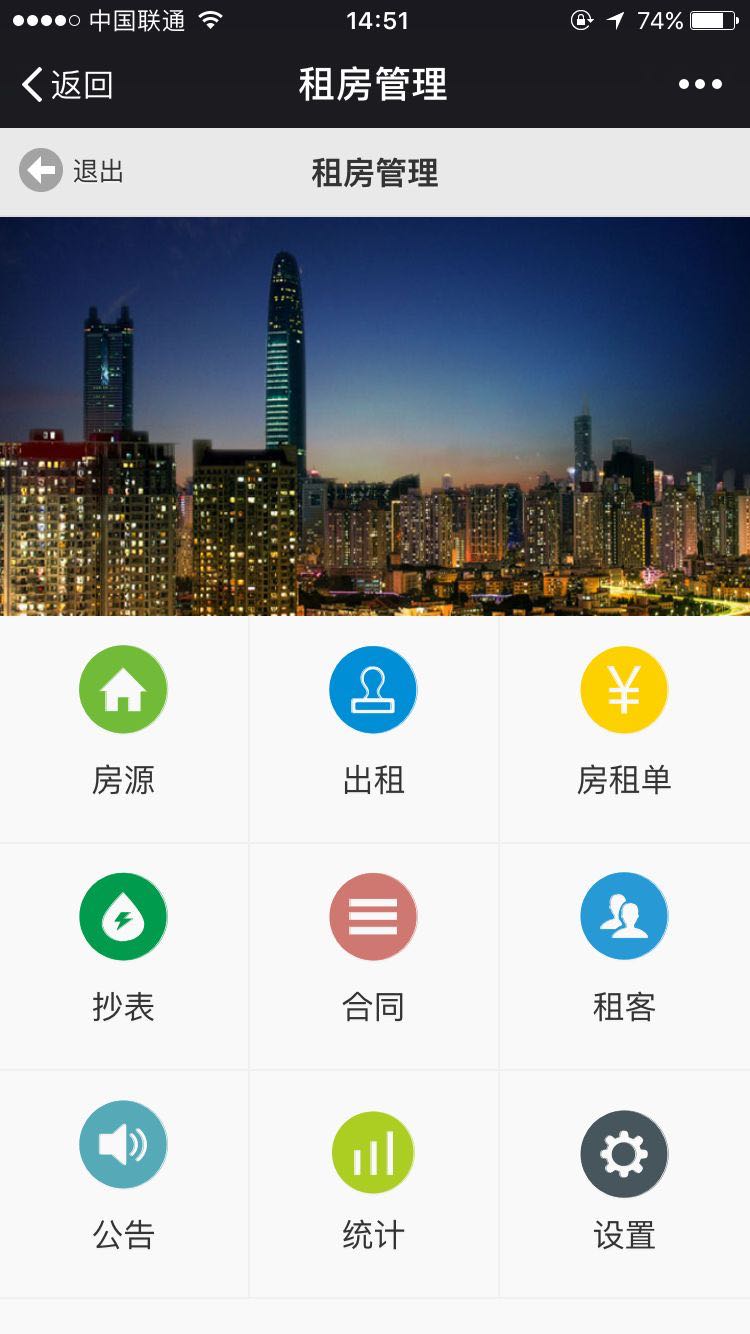 中国联通 14:51 74%
返回 租房管理
退出 租房管理
房源 出租 房租单
抄表 合同 租客
公告 统计 设置